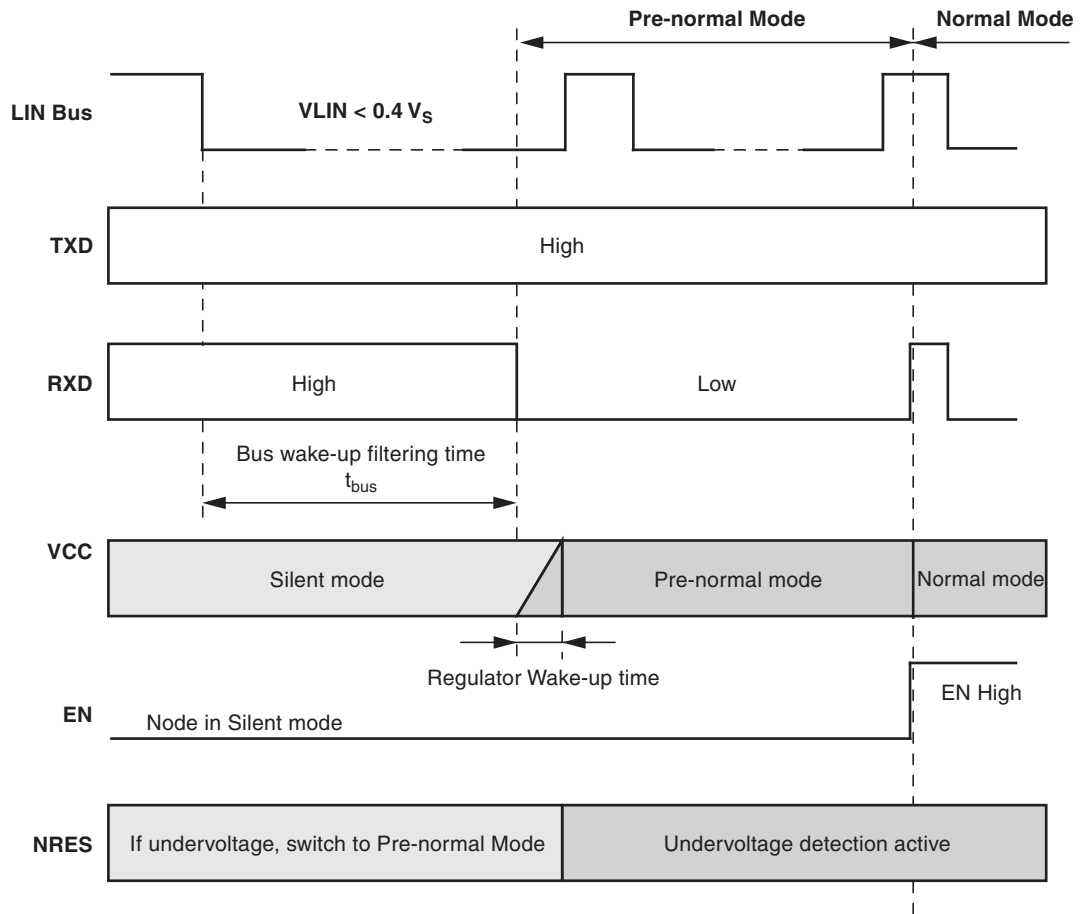 Pre-normal Mode
Normal Mode
LIN Bus
VLIN < 0.4 VS
TXD
High
RXD
High
Low
Bus wake-up filtering time
tbus
VCC
Silent mode
Pre-normal mode
Normal mode
Regulator Wake-up time
EN
Node in Silent mode
EN High
NRES
If undervoltage, switch to Pre-normal Mode
Undervoltage detection active